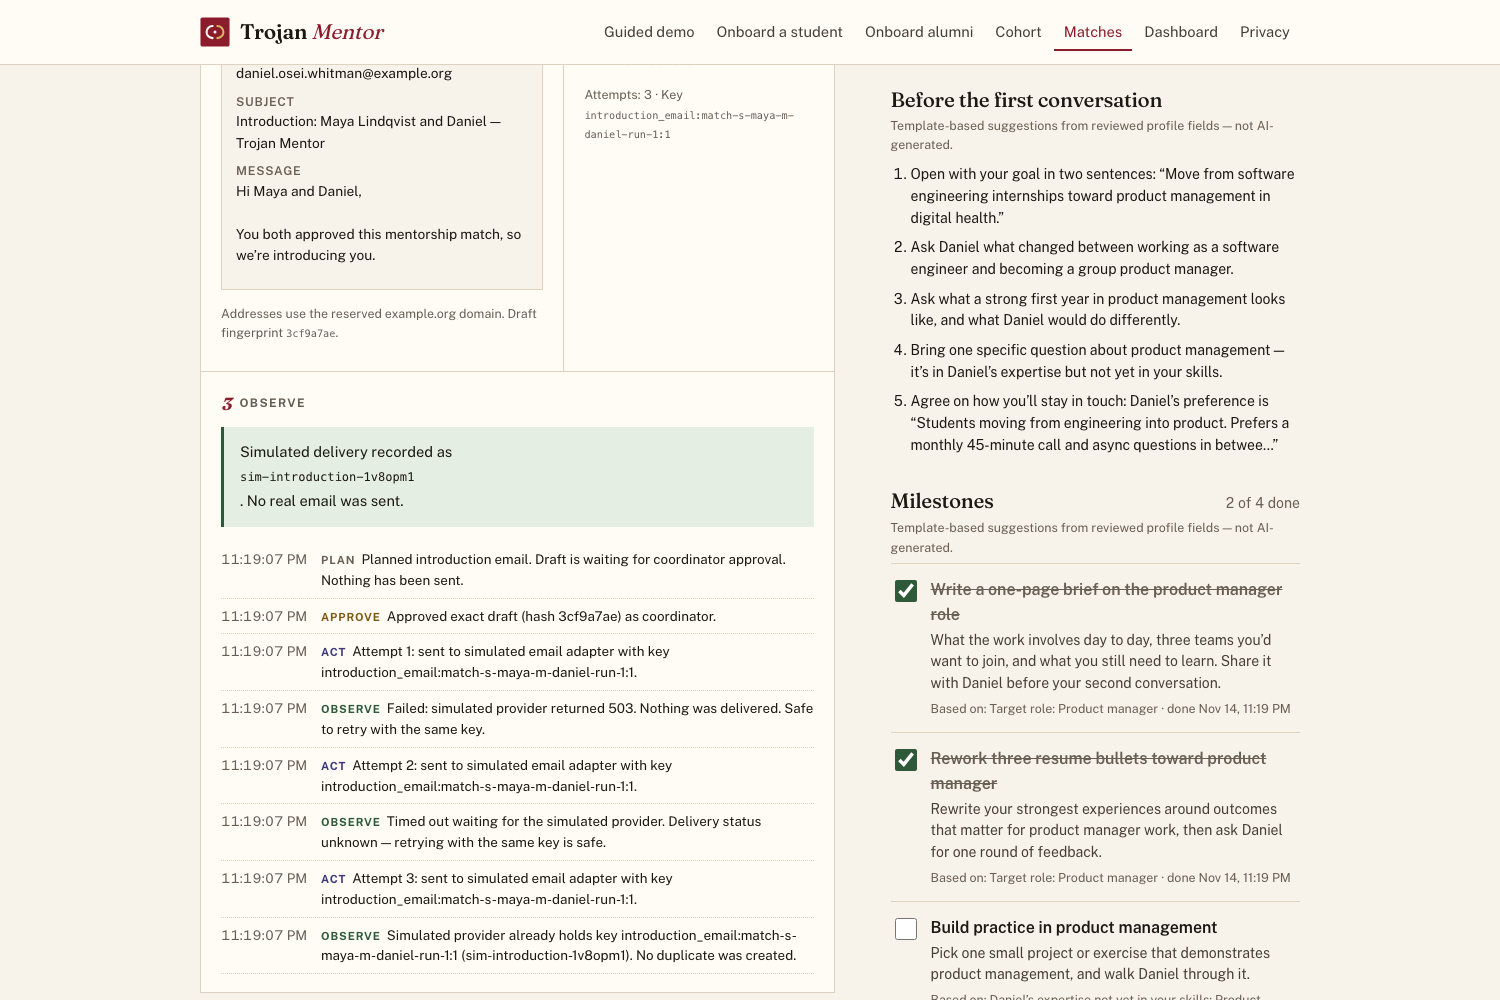 Trojan Mentor
Guided demo
Onboard a student
Onboard alumni
Cohort
Matches
Dashboard
Privacy
daniel.osei.whitman@example.org
SUBJECT
Introduction: Maya Lindqvist and Daniel —
Trojan Mentor
MESSAGE
Hi Maya and Daniel,
You both approved this mentorship match, so
we’re introducing you.
Addresses use the reserved example.org domain. Draft
fingerprint 3cf9a7ae.
Attempts: 3 · Key
introduction_email:match-s-maya-m-
daniel-run-1:1
3 OBSERVE
Simulated delivery recorded as
sim-introduction-1v8opm1
. No real email was sent.
11:19:07 PM PLAN Planned introduction email. Draft is waiting for coordinator approval.
Nothing has been sent.
11:19:07 PM APPROVE Approved exact draft (hash 3cf9a7ae) as coordinator.
11:19:07 PM ACT Attempt 1: sent to simulated email adapter with key
introduction_email:match-s-maya-m-daniel-run-1:1.
11:19:07 PM OBSERVE Failed: simulated provider returned 503. Nothing was delivered. Safe
to retry with the same key.
11:19:07 PM ACT Attempt 2: sent to simulated email adapter with key
introduction_email:match-s-maya-m-daniel-run-1:1.
11:19:07 PM OBSERVE Timed out waiting for the simulated provider. Delivery status
unknown — retrying with the same key is safe.
11:19:07 PM ACT Attempt 3: sent to simulated email adapter with key
introduction_email:match-s-maya-m-daniel-run-1:1.
11:19:07 PM OBSERVE Simulated provider already holds key introduction_email:match-s-
maya-m-daniel-run-1:1 (sim-introduction-1v8opm1). No duplicate was created.
Before the first conversation
Template-based suggestions from reviewed profile fields — not AI-
generated.
1. Open with your goal in two sentences: “Move from software
engineering internships toward product management in
digital health.”
2. Ask Daniel what changed between working as a software
engineer and becoming a group product manager.
3. Ask what a strong first year in product management looks
like, and what Daniel would do differently.
4. Bring one specific question about product management —
it’s in Daniel’s expertise but not yet in your skills.
5. Agree on how you’ll stay in touch: Daniel’s preference is
“Students moving from engineering into product. Prefers a
monthly 45-minute call and async questions in betwee…”
Milestones
2 of 4 done
Template-based suggestions from reviewed profile fields — not AI-
generated.
Write a one-page brief on the product manager
role
What the work involves day to day, three teams you’d
want to join, and what you still need to learn. Share it
with Daniel before your second conversation.
Based on: Target role: Product manager · done Nov 14, 11:19 PM
Rework three resume bullets toward product
manager
Rewrite your strongest experiences around outcomes
that matter for product manager work, then ask Daniel
for one round of feedback.
Based on: Target role: Product manager · done Nov 14, 11:19 PM
Build practice in product management
Pick one small project or exercise that demonstrates
product management, and walk Daniel through it.
Based on: Daniel’s expertise not yet in your skills: Product